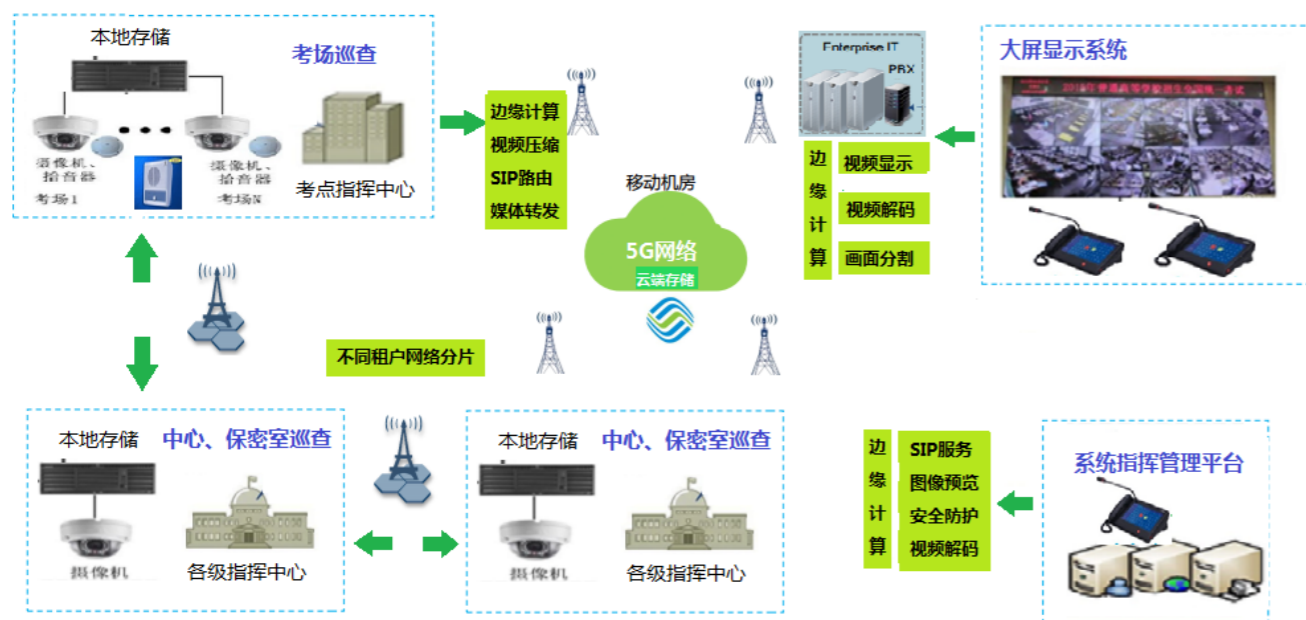 本地存储
考场巡查
摄像机、
拾音器
考场1
摄像机、
拾音器
考场N
考点指挥中心
边缘计算
视频压缩
SIP路由
媒体转发
移动机房
5G网络
云端存储
Enterprise IT
PBX
边缘计算
视频显示
视频解码
画面分割
大屏显示系统
不同租户网络分片
本地存储
中心、保密室巡查
摄像机
各级指挥中心
本地存储
中心、保密室巡查
摄像机
各级指挥中心
边缘计算
SIP服务
图像预览
安全防护
视频解码
系统指挥管理平台